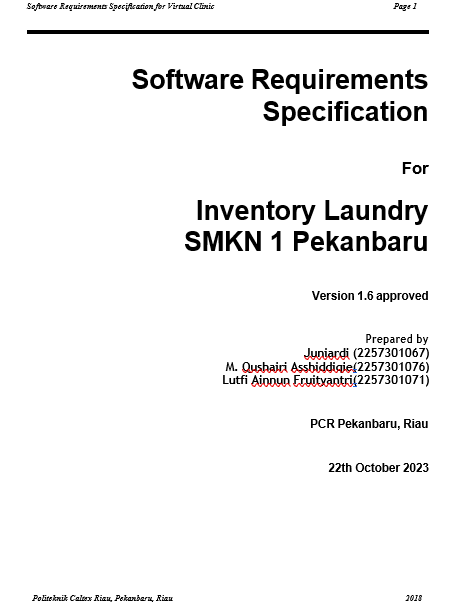 Software Requirements Specification for Virtual Clinic Page 1
Software Requirements
Specification
For
Inventory Laundry
SMKN 1 Pekanbaru
Version 1.6 approved
Prepared by
Juniardi (2257301067)
M. Qushairi Asshiddiqie(2257301076)
Lutfi Ainnun Fruityantri(2257301071)
PCR Pekanbaru, Riau
22th October 2023
Politeknik Caltex Riau, Pekanbaru, Riau 2018